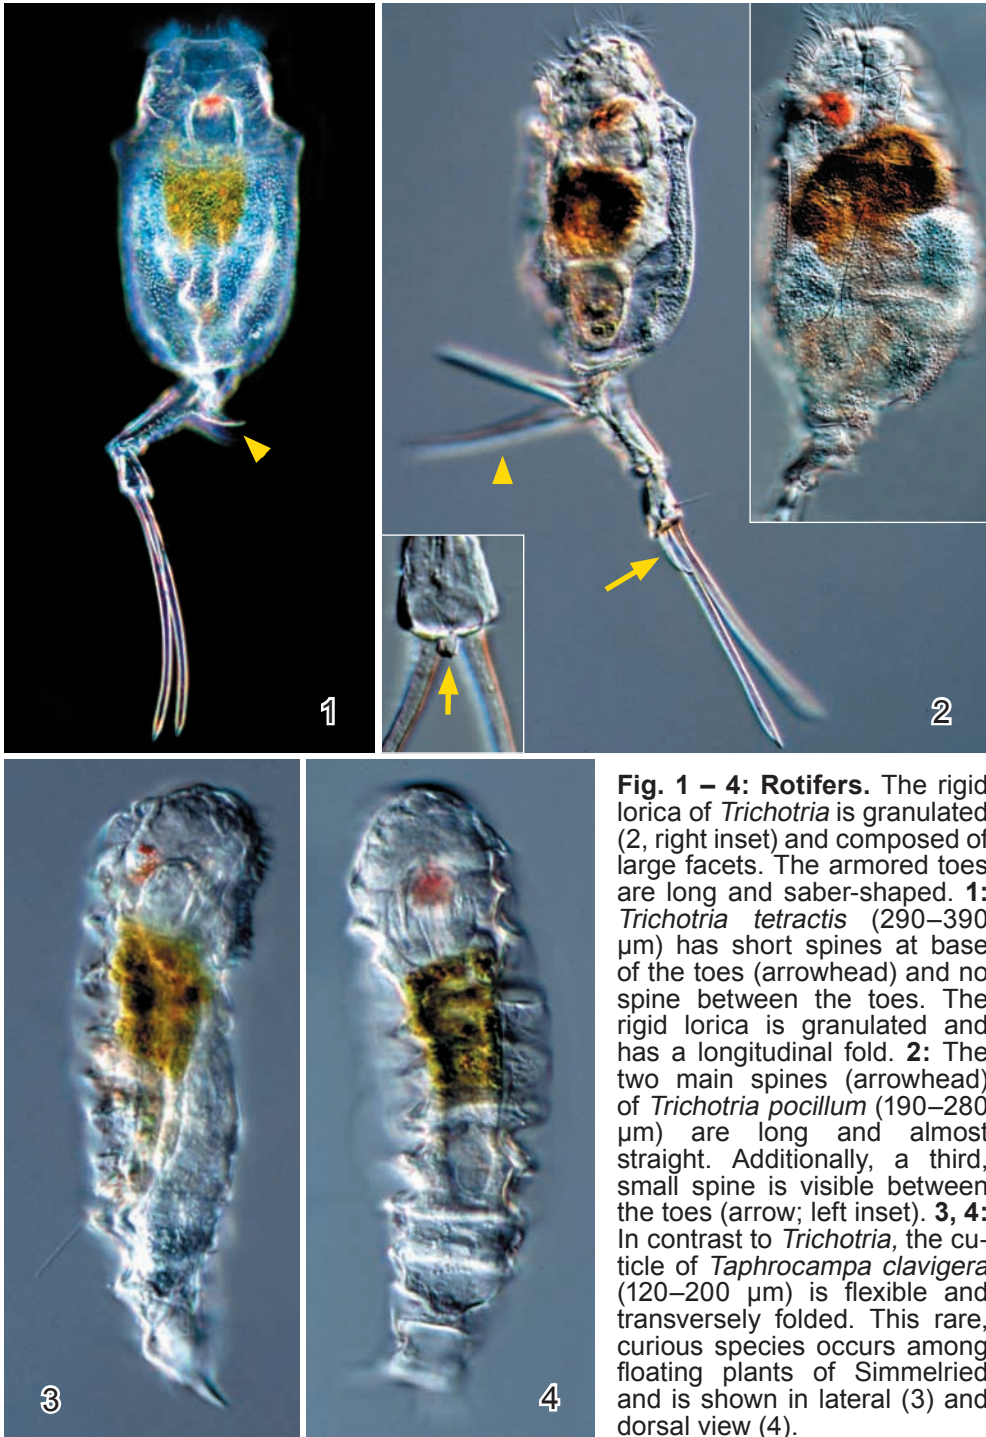 1
2
3
4
Fig. 1 – 4: Rotifers. The rigid
lorica of Trichotria is granulated
(2, right inset) and composed of
large facets. The armored toes
are long and saber-shaped. 1:
Trichotria tetractis (290–390
µm) has short spines at base
of the toes (arrowhead) and no
spine between the toes. The
rigid lorica is granulated and
has a longitudinal fold. 2: The
two main spines (arrowhead)
of Trichotria pocillum (190–280
µm) are long and almost
straight. Additionally, a third,
small spine is visible between
the toes (arrow; left inset). 3, 4:
In contrast to Trichotria, the cu-
ticle of Taphrocampa clavigera
(120–200 µm) is flexible and
transversely folded. This rare,
curious species occurs among
floating plants of Simmelried
and is shown in lateral (3) and
dorsal view (4).